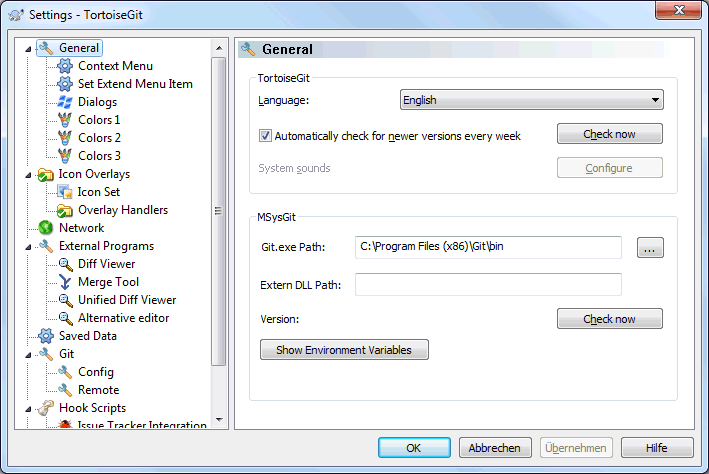 Settings - TortoiseGit
General
Context Menu
Set Extend Menu Item
Dialogs
Colors 1
Colors 2
Colors 3
Icon Overlays
Icon Set
Overlay Handlers
Network
External Programs
Diff Viewer
Merge Tool
Unified Diff Viewer
Alternative editor
Saved Data
Git
Config
Remote
Hook Scripts
Issue Tracker Integration
General
TortoiseGit
Language: English
Automatically check for newer versions every week Check now
System sounds Configure
MSysGit
Git.exe Path: C:\Program Files (x86)\Git\bin ...
Extern DLL Path:
Version: Check now
Show Environment Variables
OK Abbrechen Übernehmen Hilfe